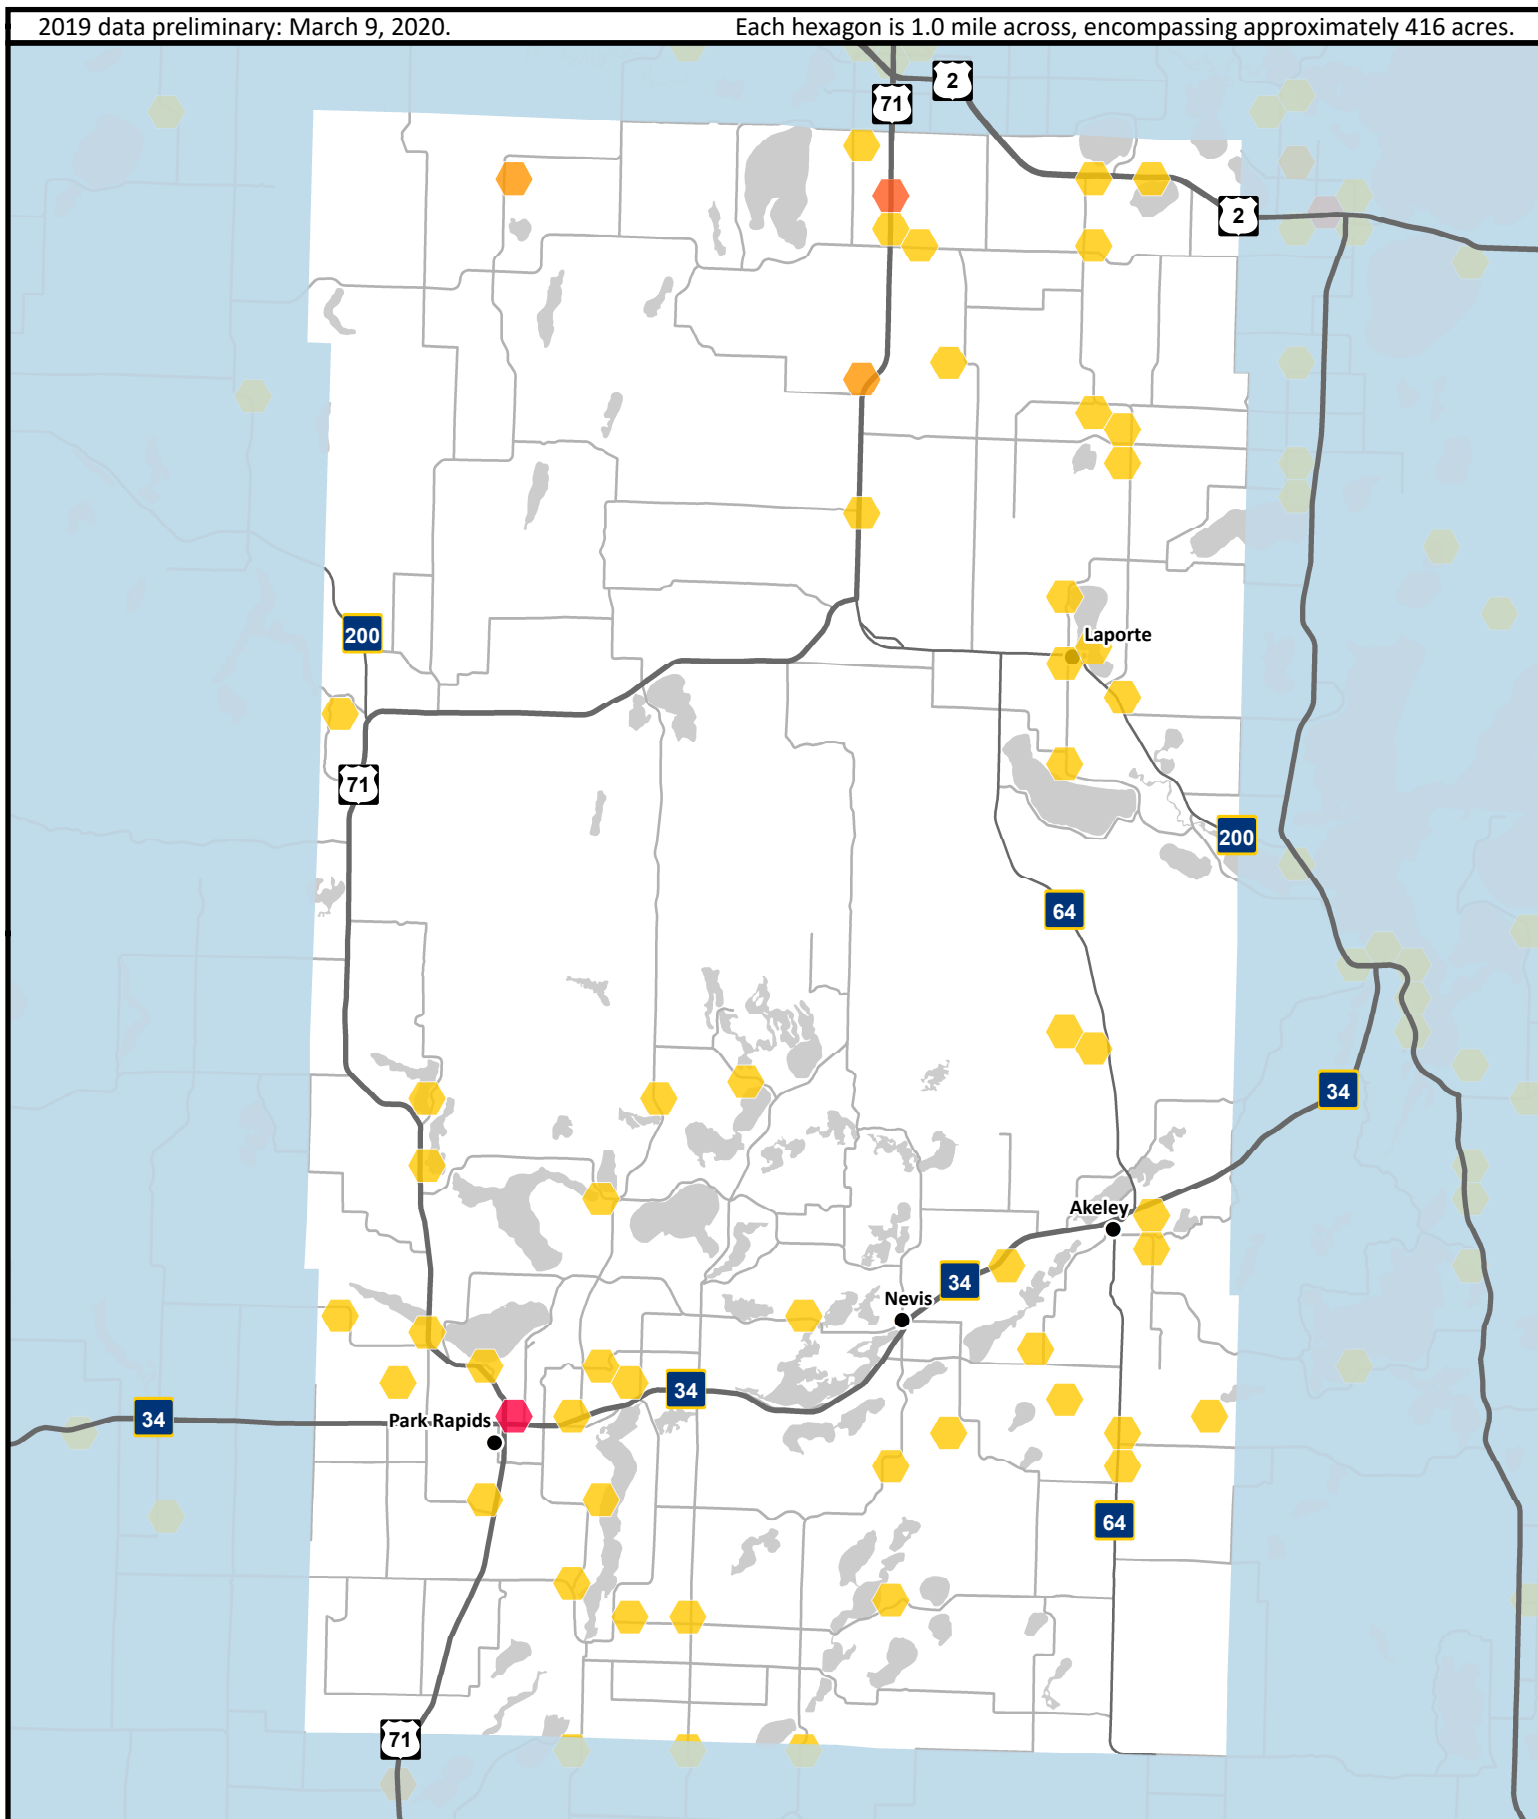 2019 data preliminary: March 9, 2020.
Each hexagon is 1.0 mile across, encompassing approximately 416 acres.
2
71
2
200
Laporte
71
200
64
34
Akeley
34
Nevis
34
34
Park Rapids
64
71